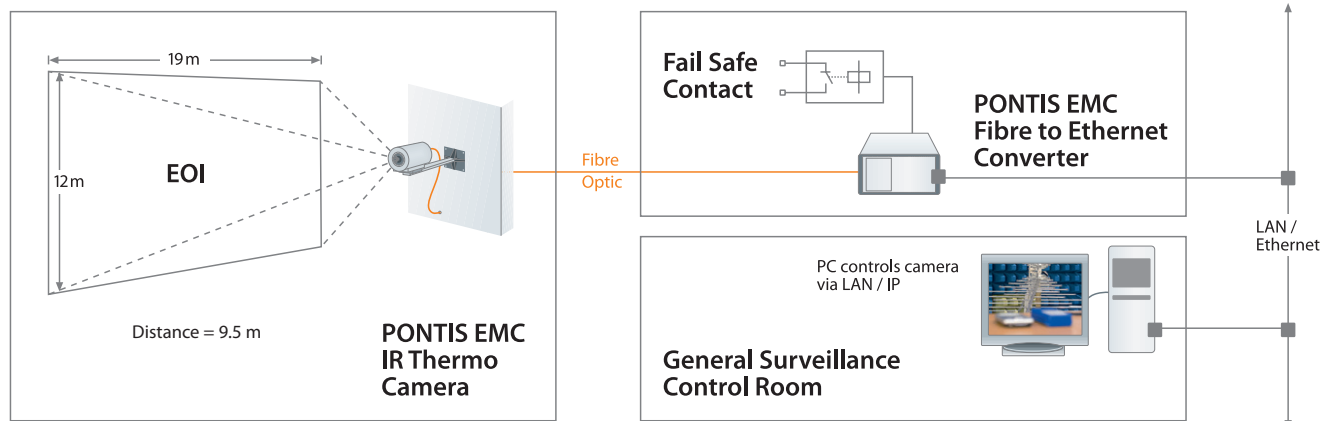 19 m
12 m
EOI
Distance = 9.5 m
PONTIS EMC
IR Thermo
Camera
Fibre
Optic
Fail Safe
Contact
PONTIS EMC
Fibre to Ethernet
Converter
LAN /
Ethernet
PC controls camera
via LAN / IP
General Surveillance
Control Room